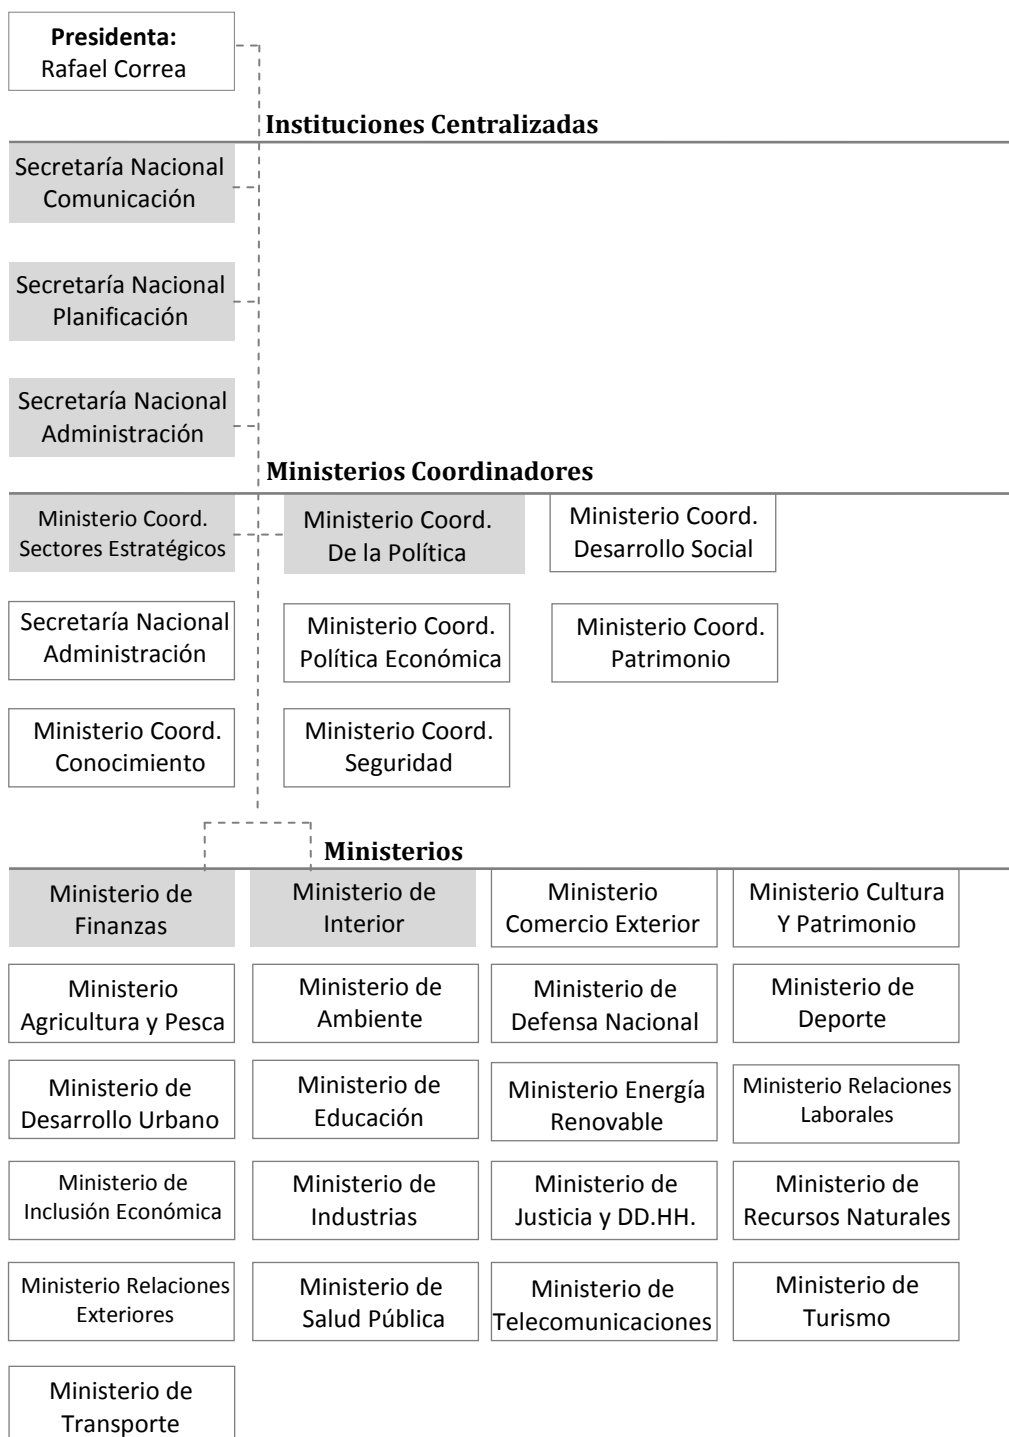 Presidenta:
Rafael Correa
Instituciones Centralizadas
Secretaría Nacional
Comunicación
Secretaría Nacional
Planificación
Secretaría Nacional
Administración
Ministerios Coordinadores
Ministerio Coord.
Sectores Estratégicos
Ministerio Coord.
De la Política
Ministerio Coord.
Desarrollo Social
Secretaría Nacional
Administración
Ministerio Coord.
Política Económica
Ministerio Coord.
Patrimonio
Ministerio Coord.
Conocimiento
Ministerio Coord.
Seguridad
Ministerios
Ministerio de
Finanzas
Ministerio de
Interior
Ministerio
Comercio Exterior
Ministerio Cultura
Y Patrimonio
Ministerio
Agricultura y Pesca
Ministerio de
Ambiente
Ministerio de
Defensa Nacional
Ministerio de
Deporte
Ministerio de
Desarrollo Urbano
Ministerio de
Educación
Ministerio Energía
Renovable
Ministerio Relaciones
Laborales
Ministerio de
Inclusión Económica
Ministerio de
Industrias
Ministerio de
Justicia y DD.HH.
Ministerio de
Recursos Naturales
Ministerio Relaciones
Exteriores
Ministerio de
Salud Pública
Ministerio de
Telecomunicaciones
Ministerio de
Turismo
Ministerio de
Transporte